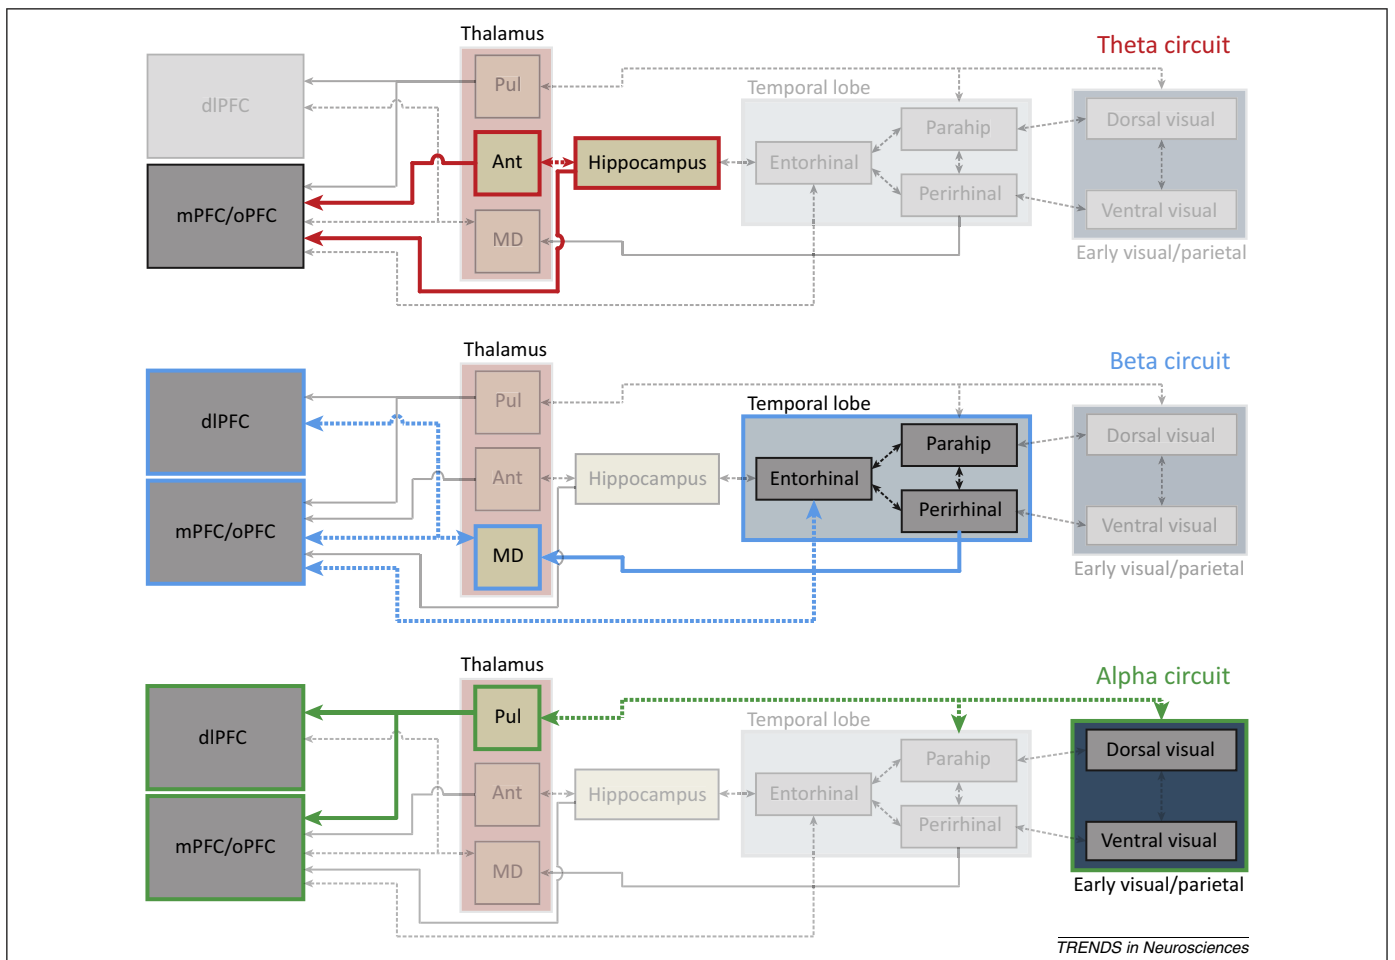 Thalamus
Theta circuit
dlPFC
Pul
Temporal lobe
Parahip
Dorsal visual
Ant
Hippocampus
Entorhinal
mPFC/oPFC
Perirhinal
Ventral visual
MD
Early visual/parietal
Thalamus
Beta circuit
dlPFC
Pul
Temporal lobe
Parahip
Dorsal visual
Ant
Hippocampus
Entorhinal
mPFC/oPFC
Perirhinal
Ventral visual
MD
Early visual/parietal
Thalamus
Alpha circuit
dlPFC
Pul
Temporal lobe
Parahip
Dorsal visual
Ant
Hippocampus
Entorhinal
mPFC/oPFC
Perirhinal
Ventral visual
MD
Early visual/parietal
TRENDS in Neurosciences